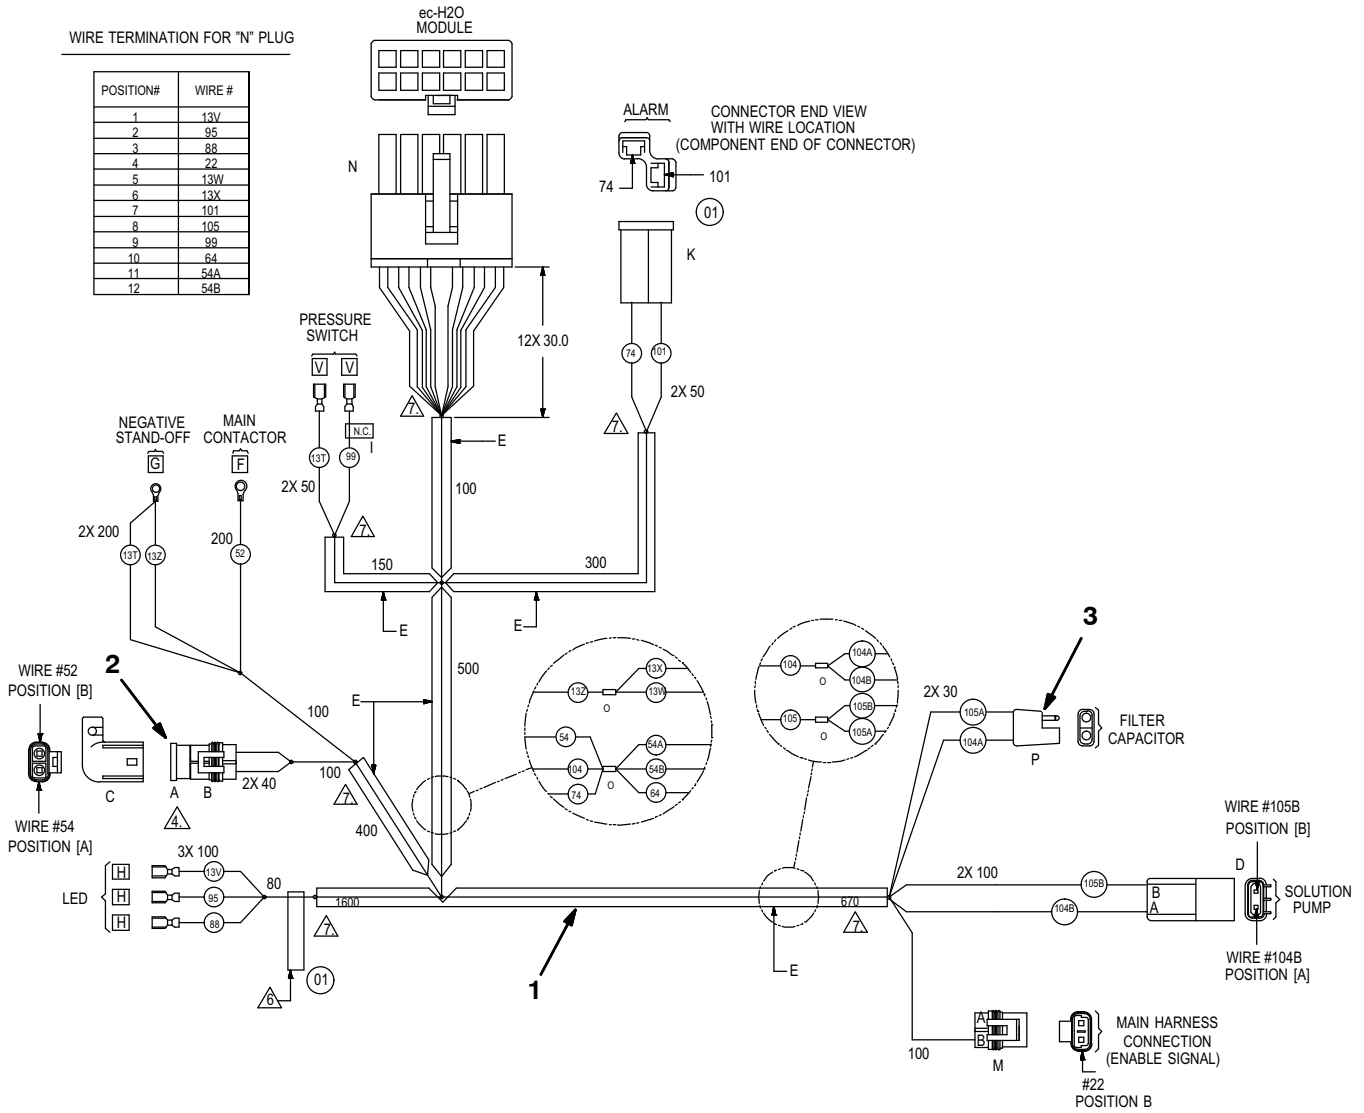 WIRE TERMINATION FOR "N" PLUG
POSITION# WIRE #
1 13V
2 95
3 88
4 22
5 13W
6 13X
7 101
8 105
9 99
10 64
11 54A
12 54B
ec-H2O
MODULE
N
12X 30.0
ALARM
74
101
01
CONNECTOR END VIEW
WITH WIRE LOCATION
(COMPONENT END OF CONNECTOR)
K
74
101
2X 50
7.
PRESSURE
SWITCH
V V
N.C.
I
13T
99
2X 50
7.
7.
E
100
NEGATIVE
STAND-OFF
G
MAIN
CONTACTOR
F
2X 200
13T
13Z
200
52
150
300
E
E
500
E
100
WIRE #52
POSITION [B]
2
C
A
B
4.
2X 40
100
7.
400
WIRE #54
POSITION [A]
13Z
13X
13W
O
54
104
74
54A
54B
64
O
104
104A
104B
O
105
105B
105A
O
3
2X 30
105A
104A
P
FILTER
CAPACITOR
LED
H
H
H
3X 100
13V
95
88
80
6
01
7.
1600
1
670
7.
E
2X 100
105B
104B
B
A
D
WIRE #105B
POSITION [B]
SOLUTION
PUMP
WIRE #104B
POSITION [A]
100
A
B
M
MAIN HARNESS
CONNECTION
(ENABLE SIGNAL)
#22
POSITION B